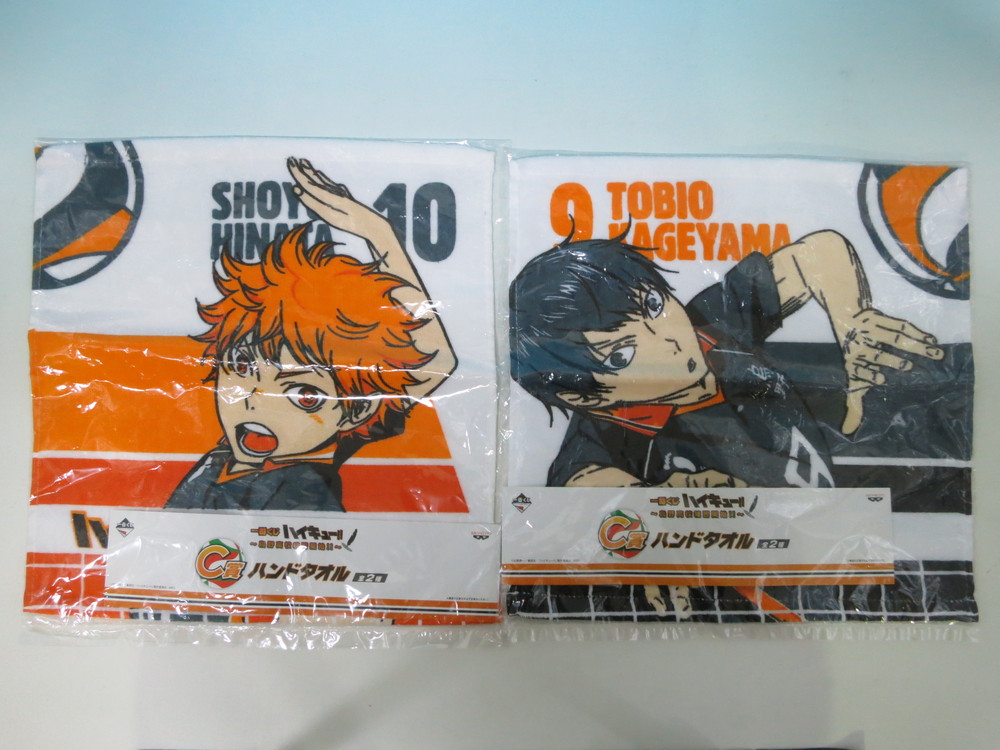 SHOYO
HINATA
10
一番くじ ハイキュー!!
C賞 ハンドタオル 全2種
9 TOBIO
KAGEYAMA
9
一番くじ ハイキュー!!
C賞 ハンドタオル 全2種